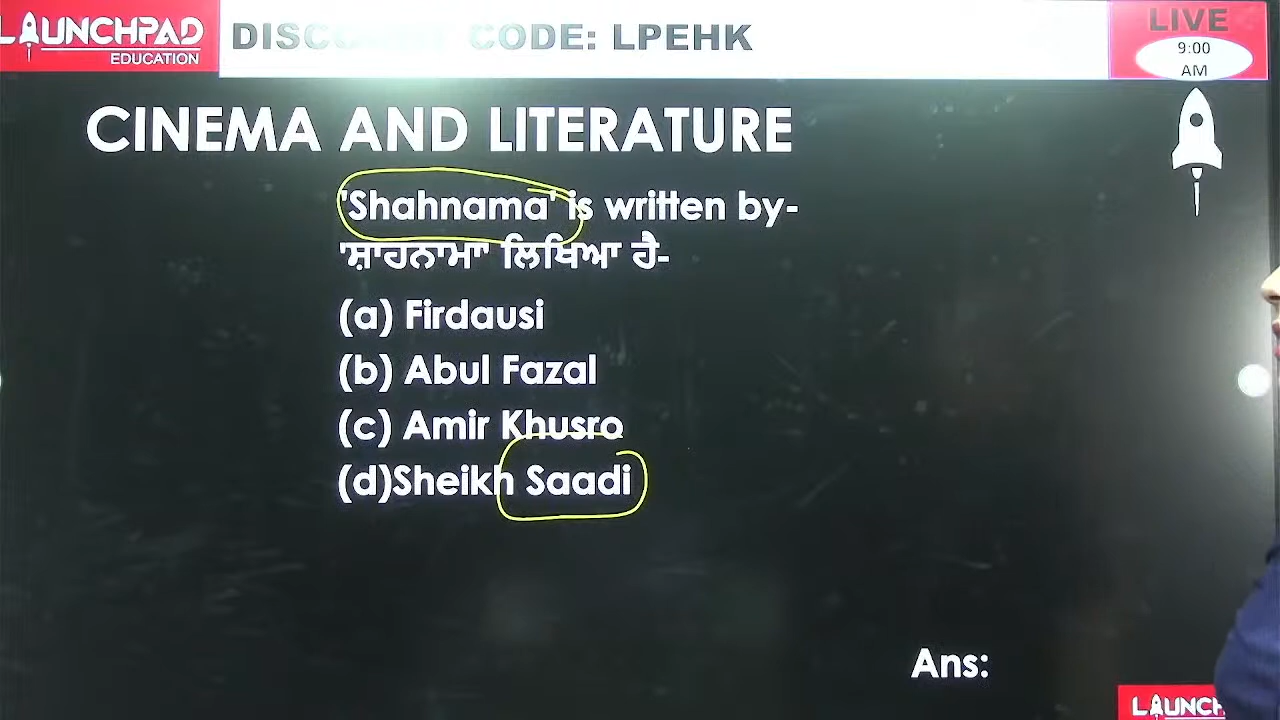 LAUNCHPAD
EDUCATION
CODE: LPEHK
LIVE
9:00
AM
CINEMA AND LITERATURE
'Shahnama' is written by-
'ਸ਼ਾਹਨਾਮਾ' ਲਿਖਿਆ ਹੈ-
(a) Firdausi
(b) Abul Fazal
(c) Amir Khusro
(d)Sheikh Saadi
Ans: